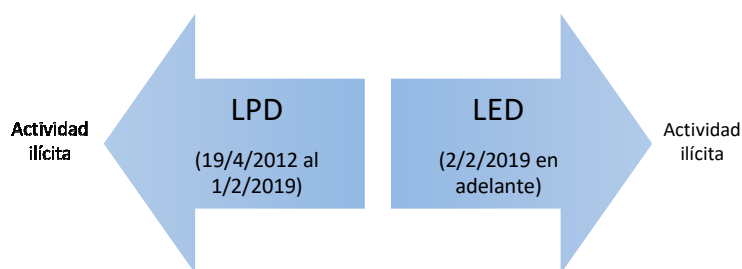 Actividad
ilícita
LPD
(19/4/2012 al
1/2/2019)
LED
(2/2/2019 en
adelante)
Actividad
ilícita